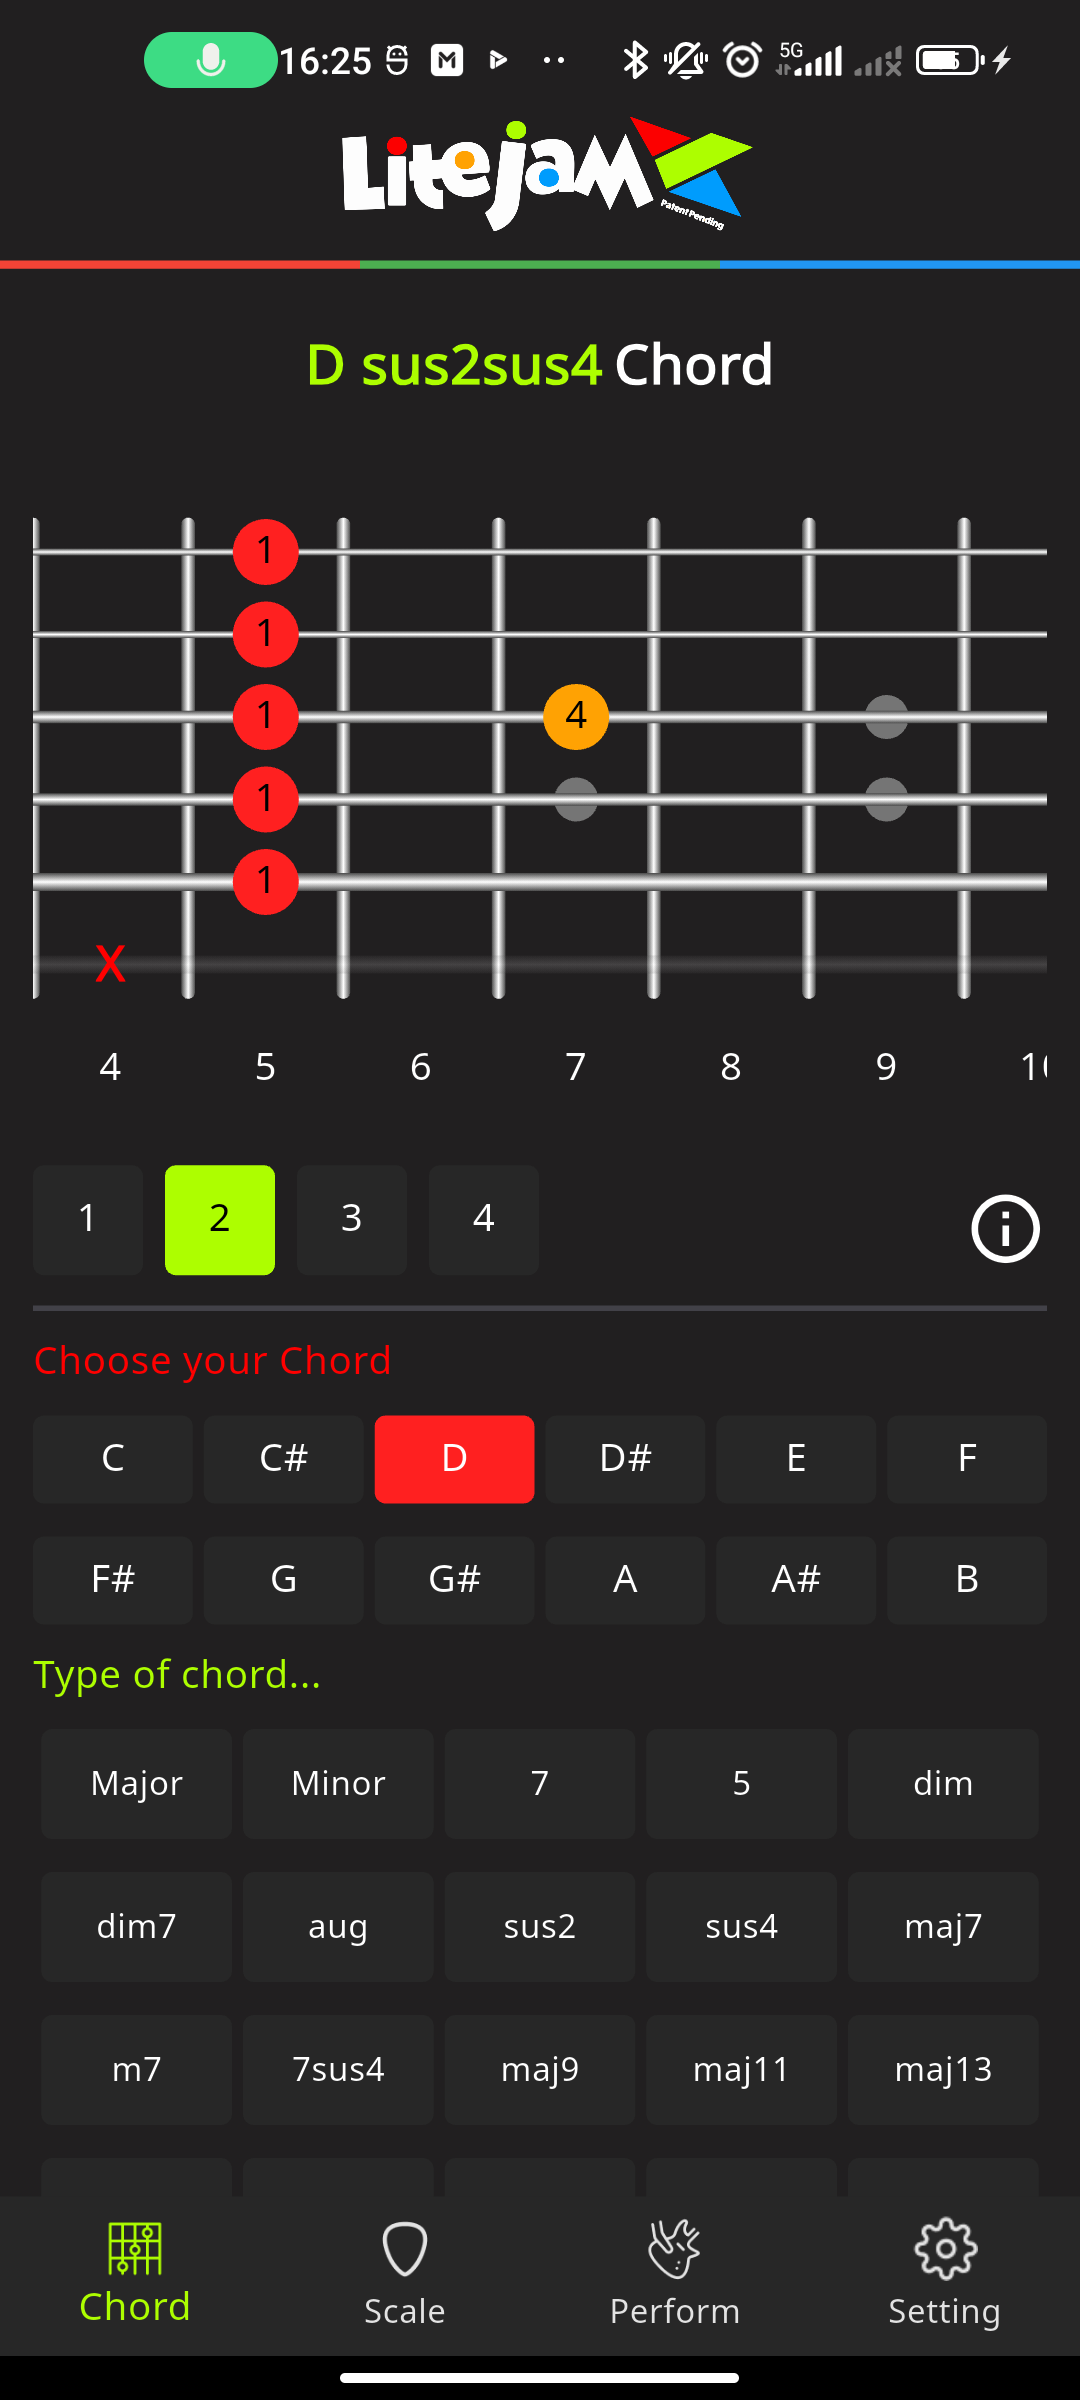 16:25 5G
Litejam
Patent Pending
D sus2sus4 Chord
1
1
1 4
1
1
X
4 5 6 7 8 9
1 2 3 4
Choose your Chord
C C# D D# E F
F# G G# A A# B
Type of chord...
Major Minor 7 5 dim
dim7 aug sus2 sus4 maj7
m7 7sus4 maj9 maj11 maj13
Chord Scale Perform Setting